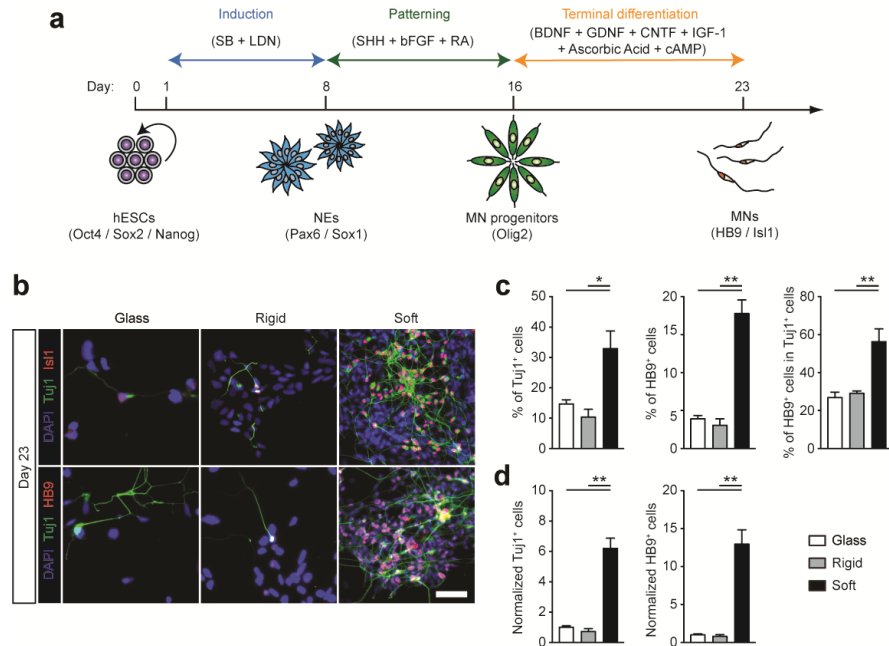 a
Induction
Patterning
Terminal differentiation
(SB + LDN)
(SHH + bFGF + RA)
(BDNF + GDNF + CNTF + IGF-1
+ Ascorbic Acid + cAMP)
Day: 0 1 8 16 23
hESCs
(Oct4 / Sox2 / Nanog)
NEs
(Pax6 / Sox1)
MN progenitors
(Olig2)
MNs
(HB9 / Isl1)
b
Glass Rigid Soft
Day 23
DAPI Tuj1 Isl1
DAPI Tuj1 HB9
c
% of Tuj1⁺ cells
50
40
30
20
10
0
*
% of HB9⁺ cells
20
15
10
5
0
**
% of HB9⁺ cells in Tuj1⁺ cells
80
60
40
20
0
**
d
Normalized Tuj1⁺ cells
10
8
6
4
2
0
**
Normalized HB9⁺ cells
20
15
10
5
0
**
Glass
Rigid
Soft